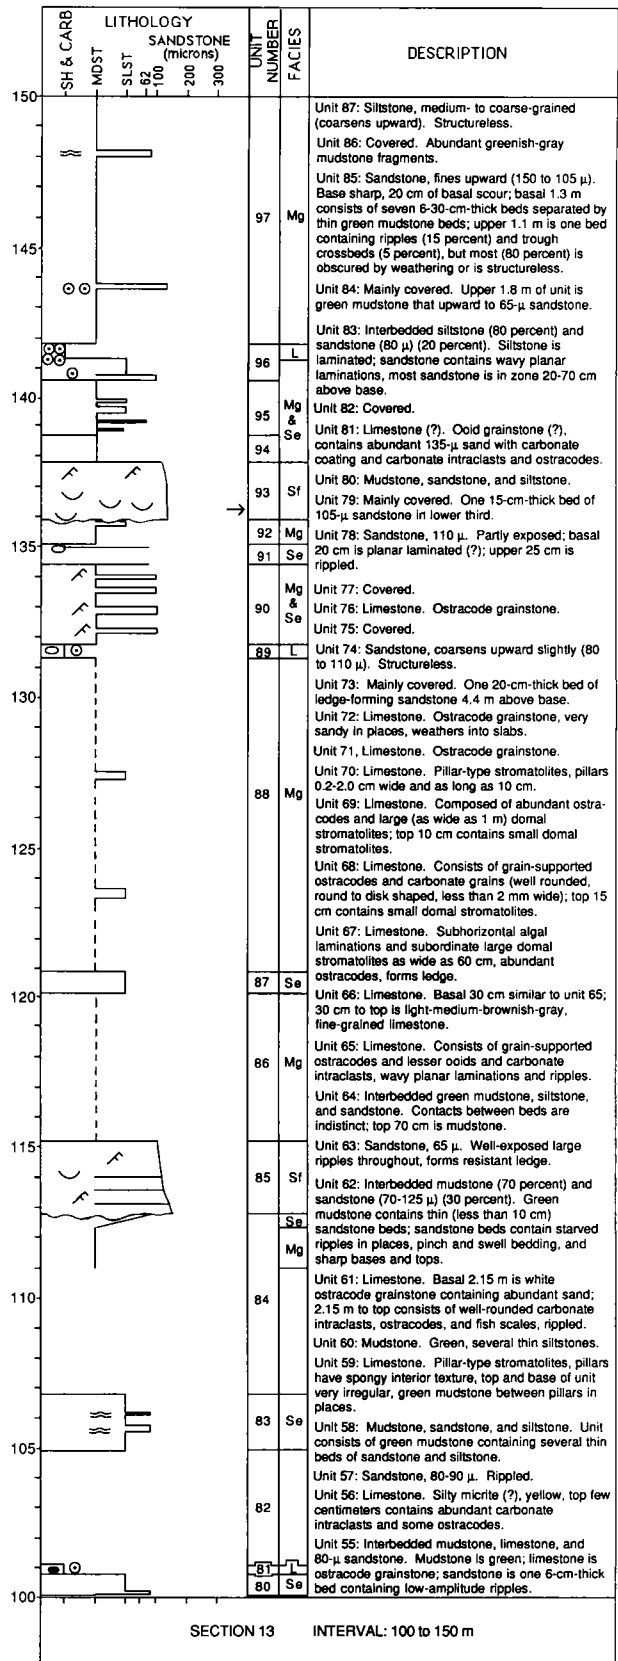 LITHOLOGY
SANDSTONE
(microns)
SH & CARB
MDST
SLST
62
100
200
300
UNIT NUMBER
FACIES
DESCRIPTION
150
145
140
135
130
125
120
115
110
105
100
97
Mg
96
L
95
Mg
&
Se
94
93
Sf
92
Mg
91
Se
90
Mg
&
Se
89
L
88
Mg
87
Se
86
Mg
85
Sf
Se
Mg
84
83
Se
82
81
L
80
Se
Unit 87: Siltstone, medium- to coarse-grained
(coarsens upward). Structureless.
Unit 86: Covered. Abundant greenish-gray
mudstone fragments.
Unit 85: Sandstone, fines upward (150 to 105 µ).
Base sharp, 20 cm of basal scour; basal 1.3 m
consists of seven 6-30-cm-thick beds separated by
thin green mudstone beds; upper 1.1 m is one bed
containing ripples (15 percent) and trough
crossbeds (5 percent), but most (80 percent) is
obscured by weathering or is structureless.
Unit 84: Mainly covered. Upper 1.8 m of unit is
green mudstone that upward to 65-µ sandstone.
Unit 83: Interbedded siltstone (80 percent) and
sandstone (80 µ) (20 percent). Siltstone is
laminated; sandstone contains wavy planar
laminations, most sandstone is in zone 20-70 cm
above base.
Unit 82: Covered.
Unit 81: Limestone (?). Ooid grainstone (?),
contains abundant 135-µ sand with carbonate
coating and carbonate intraclasts and ostracodes.
Unit 80: Mudstone, sandstone, and siltstone.
Unit 79: Mainly covered. One 15-cm-thick bed of
105-µ sandstone in lower third.
Unit 78: Sandstone, 110 µ. Partly exposed; basal
20 cm is planar laminated (?); upper 25 cm is
rippled.
Unit 77: Covered.
Unit 76: Limestone. Ostracode grainstone.
Unit 75: Covered.
Unit 74: Sandstone, coarsens upward slightly (80
to 110 µ). Structureless.
Unit 73: Mainly covered. One 20-cm-thick bed of
ledge-forming sandstone 4.4 m above base.
Unit 72: Limestone. Ostracode grainstone, very
sandy in places, weathers into slabs.
Unit 71, Limestone. Ostracode grainstone.
Unit 70: Limestone. Pillar-type stromatolites, pillars
0.2-2.0 cm wide and as long as 10 cm.
Unit 69: Limestone. Composed of abundant ostra-
codes and large (as wide as 1 m) domal
stromatolites; top 10 cm contains small domal
stromatolites.
Unit 68: Limestone. Consists of grain-supported
ostracodes and carbonate grains (well rounded,
round to disk shaped, less than 2 mm wide); top 15
cm contains small domal stromatolites.
Unit 67: Limestone. Subhorizontal algal
laminations and subordinate large domal
stromatolites as wide as 60 cm, abundant
ostracodes, forms ledge.
Unit 66: Limestone. Basal 30 cm similar to unit 65;
30 cm to top is light-medium-brownish-gray,
fine-grained limestone.
Unit 65: Limestone. Consists of grain-supported
ostracodes and lesser ooids and carbonate
intraclasts, wavy planar laminations and ripples.
Unit 64: Interbedded green mudstone, siltstone,
and sandstone. Contacts between beds are
indistinct; top 70 cm is mudstone.
Unit 63: Sandstone, 65 µ. Well-exposed large
ripples throughout, forms resistant ledge.
Unit 62: Interbedded mudstone (70 percent) and
sandstone (70-125 µ) (30 percent). Green
mudstone contains thin (less than 10 cm)
sandstone beds; sandstone beds contain starved
ripples in places, pinch and swell bedding, and
sharp bases and tops.
Unit 61: Limestone. Basal 2.15 m is white
ostracode grainstone containing abundant sand;
2.15 m to top consists of well-rounded carbonate
intraclasts, ostracodes, and fish scales, rippled.
Unit 60: Mudstone. Green, several thin siltstones.
Unit 59: Limestone. Pillar-type stromatolites, pillars
have spongy interior texture, top and base of unit
very irregular, green mudstone between pillars in
places.
Unit 58: Mudstone, sandstone, and siltstone. Unit
consists of green mudstone containing several thin
beds of sandstone and siltstone.
Unit 57: Sandstone, 80-90 µ. Rippled.
Unit 56: Limestone. Silty micrite (?), yellow, top few
centimeters contains abundant carbonate
intraclasts and some ostracodes.
Unit 55: Interbedded mudstone, limestone, and
80-µ sandstone. Mudstone is green; limestone is
ostracode grainstone; sandstone is one 6-cm-thick
bed containing low-amplitude ripples.
SECTION 13 INTERVAL: 100 to 150 m